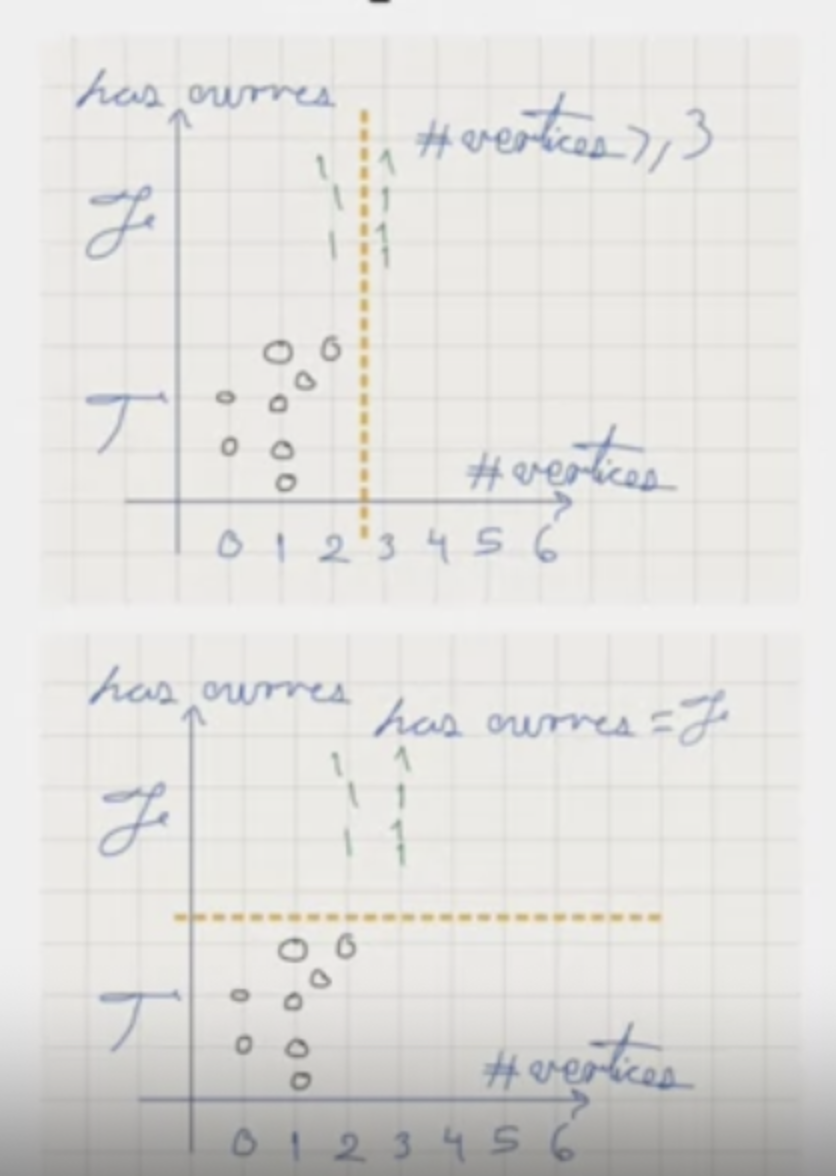 has curves
#vertices ⩾ 3
F
T
#vertices
0 1 2 3 4 5 6
has curves
has curves = F
F
T
#vertices
0 1 2 3 4 5 6